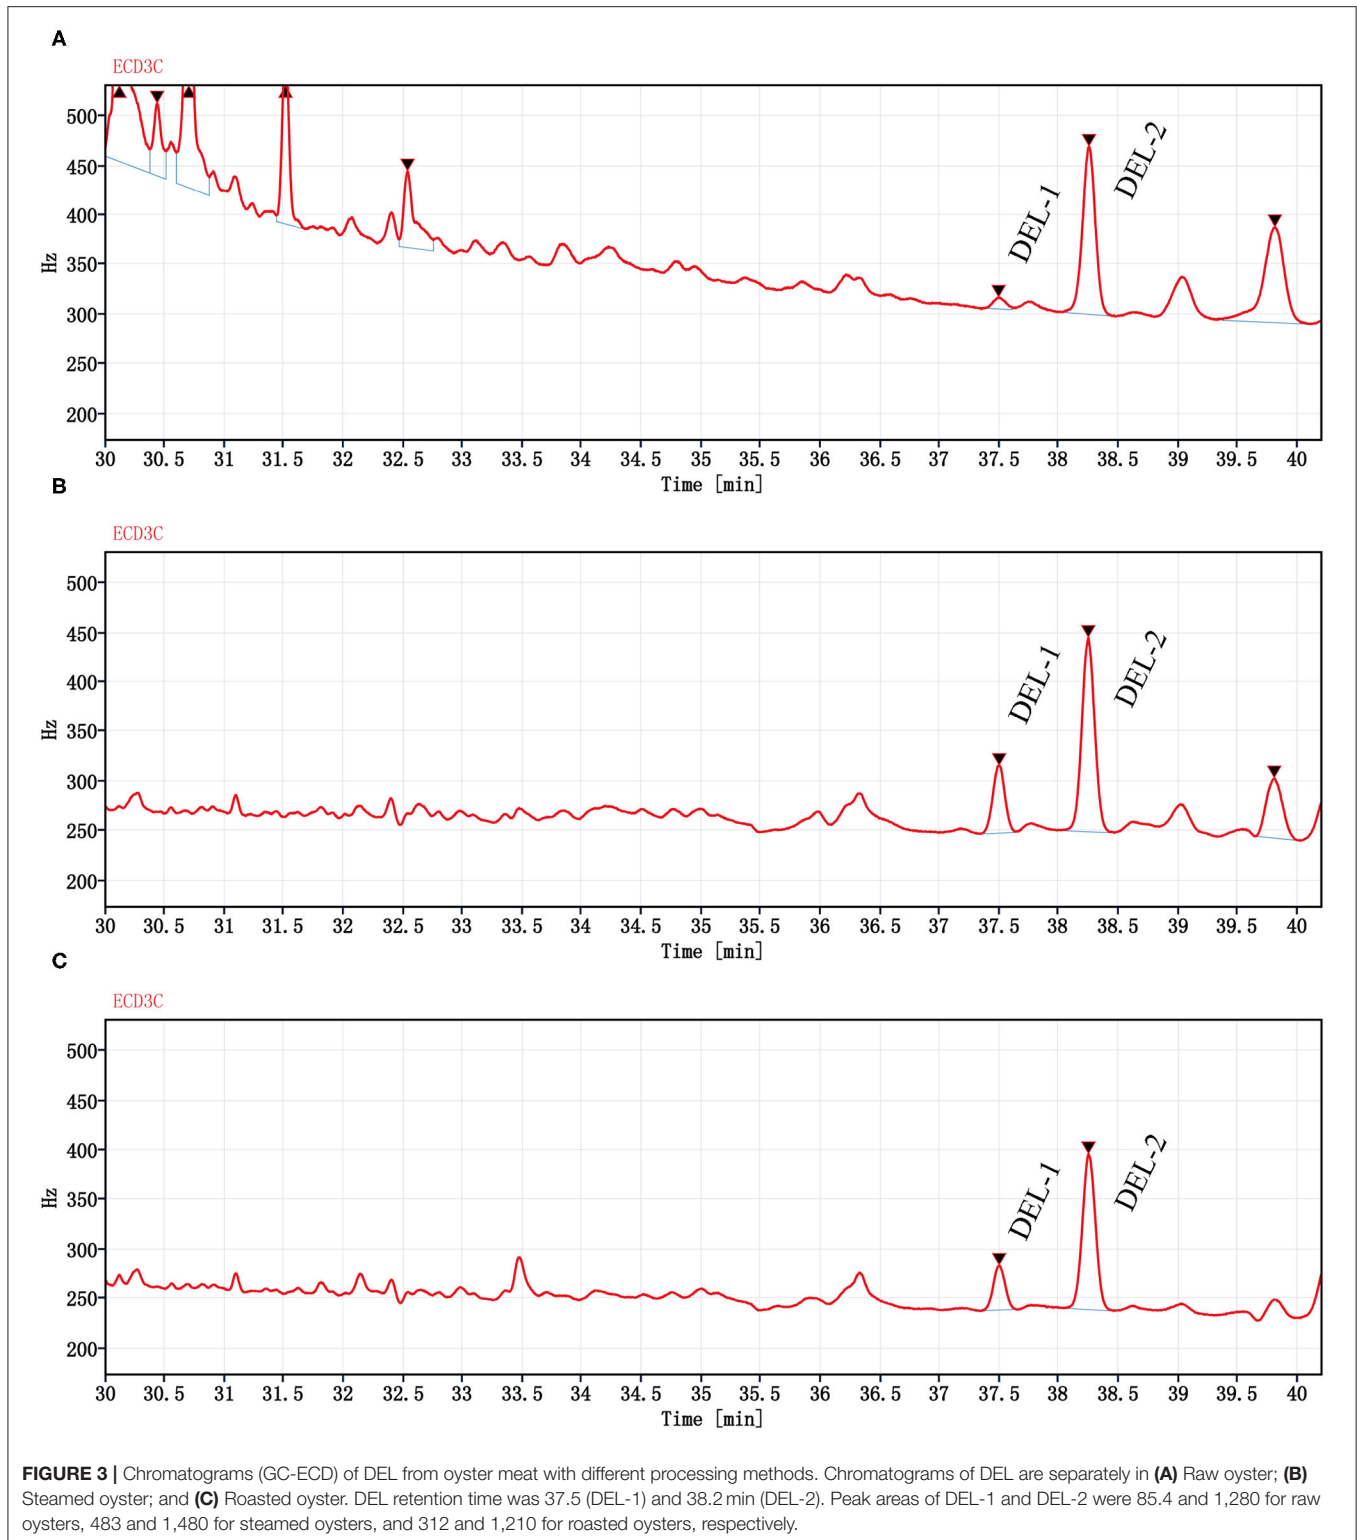 A
ECD3C
500
450
400
350
300
250
200
Hz
DEL-1
DEL-2
30 30.5 31 31.5 32 32.5 33 33.5 34 34.5 35 35.5 36 36.5 37 37.5 38 38.5 39 39.5 40
Time [min]
B
ECD3C
500
450
400
350
300
250
200
Hz
DEL-1
DEL-2
30 30.5 31 31.5 32 32.5 33 33.5 34 34.5 35 35.5 36 36.5 37 37.5 38 38.5 39 39.5 40
Time [min]
C
ECD3C
500
450
400
350
300
250
200
Hz
DEL-1
DEL-2
30 30.5 31 31.5 32 32.5 33 33.5 34 34.5 35 35.5 36 36.5 37 37.5 38 38.5 39 39.5 40
Time [min]
FIGURE 3 | Chromatograms (GC-ECD) of DEL from oyster meat with different processing methods. Chromatograms of DEL are separately in (A) Raw oyster; (B)
Steamed oyster; and (C) Roasted oyster. DEL retention time was 37.5 (DEL-1) and 38.2 min (DEL-2). Peak areas of DEL-1 and DEL-2 were 85.4 and 1,280 for raw
oysters, 483 and 1,480 for steamed oysters, and 312 and 1,210 for roasted oysters, respectively.